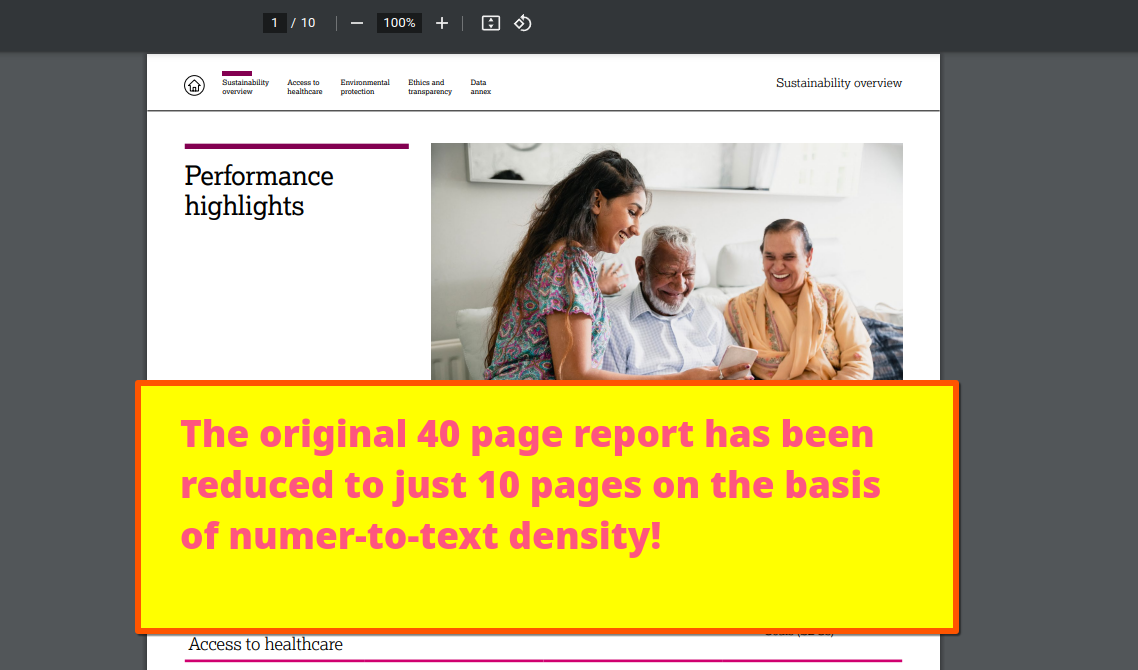 1 / 10
100%
Sustainability overview
Access to healthcare
Environmental protection
Ethics and transparency
Data annex
Sustainability overview
Performance
highlights
The original 40 page report has been
reduced to just 10 pages on the basis
of numer-to-text density!
Access to healthcare